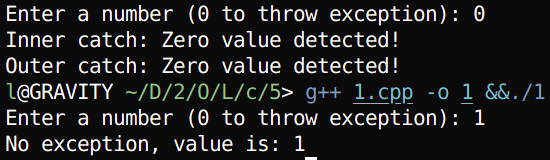 Enter a number (0 to throw exception): 0
Inner catch: Zero value detected!
Outer catch: Zero value detected!
l@GRAVITY ~/D/2/O/L/c/5> g++ 1.cpp -o 1 &&./1
Enter a number (0 to throw exception): 1
No exception, value is: 1